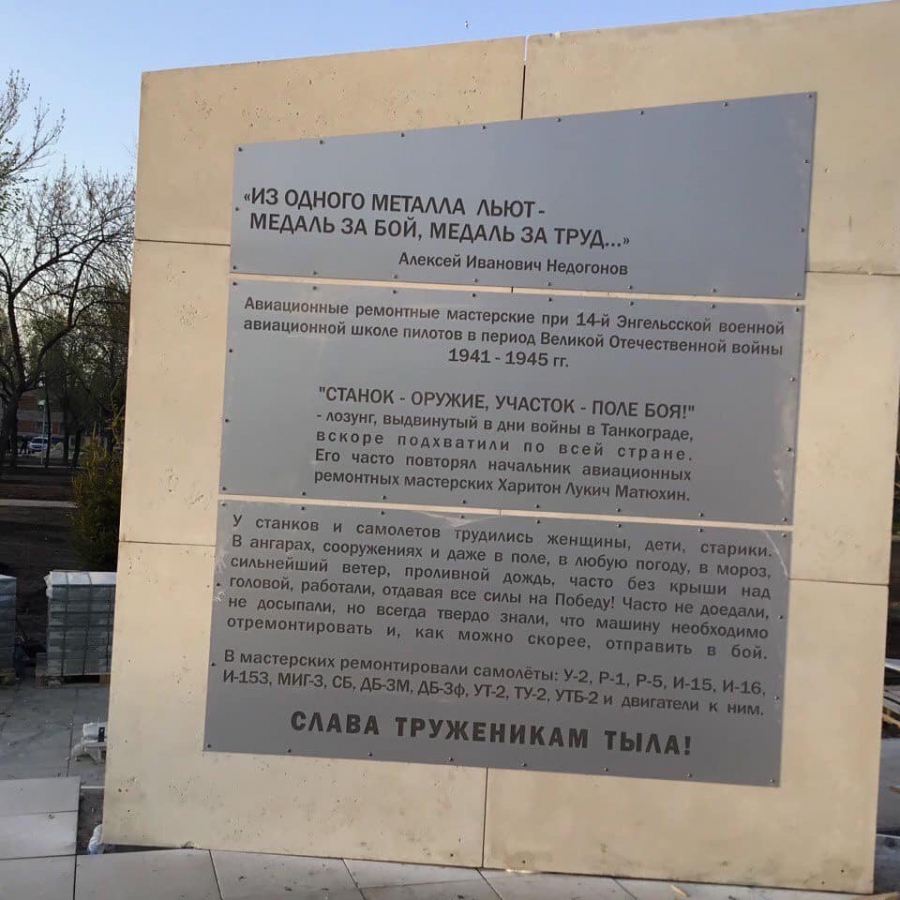 «ИЗ ОДНОГО МЕТАЛЛА ЛЬЮТ -
МЕДАЛЬ ЗА БОЙ, МЕДАЛЬ ЗА ТРУД...»
Алексей Иванович Недогонов
Авиационные ремонтные мастерские при 14-й Энгельсской военной
авиационной школе пилотов в период Великой Отечественной войны
1941 - 1945 гг.
"СТАНОК - ОРУЖИЕ, УЧАСТОК - ПОЛЕ БОЯ!"
- лозунг, выдвинутый в дни войны в Танкограде,
вскоре подхватили по всей стране.
Его часто повторял начальник авиационных
ремонтных мастерских Харитон Лукич Матюхин.
У станков и самолетов трудились женщины, дети, старики.
В ангарах, сооружениях и даже в поле, в любую погоду, в мороз,
сильнейший ветер, проливной дождь, часто без крыши над
головой, работали, отдавая все силы на Победу! Часто не доедали,
не досыпали, но всегда твердо знали, что машину необходимо
отремонтировать и, как можно скорее, отправить в бой.
В мастерских ремонтировали самолёты: У-2, Р-1, Р-5, И-15, И-16,
И-153, МИГ-3, СБ, ДБ-3М, ДБ-3ф, УТ-2, ТУ-2, УТБ-2 и двигатели к ним.
СЛАВА ТРУЖЕНИКАМ ТЫЛА!